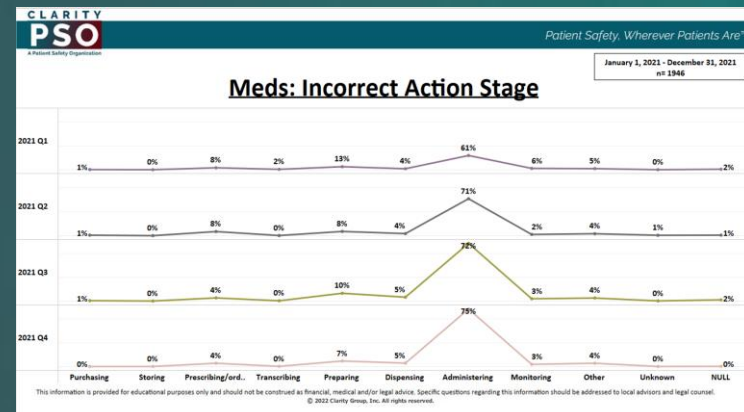 CLARITY
PSO
A Patient Safety Organization
Patient Safety, Wherever Patients Are™
January 1, 2021 - December 31, 2021
n= 1946
Meds: Incorrect Action Stage
2021 Q1
1% 0% 8% 2% 13% 4% 61% 6% 5% 0% 2%
2021 Q2
1% 0% 8% 0% 8% 4% 71% 2% 4% 1% 1%
2021 Q3
1% 0% 4% 0% 10% 5% 72% 3% 4% 0% 2%
2021 Q4
0% 0% 4% 0% 7% 5% 75% 3% 4% 0% 0%
Purchasing Storing Prescribing/ord.. Transcribing Preparing Dispensing Administering Monitoring Other Unknown NULL
This information is provided for educational purposes only and should not be construed as financial, medical and/or legal advice. Specific questions regarding this information should be addressed to local advisors and legal counsel.
© 2022 Clarity Group, Inc. All rights reserved.